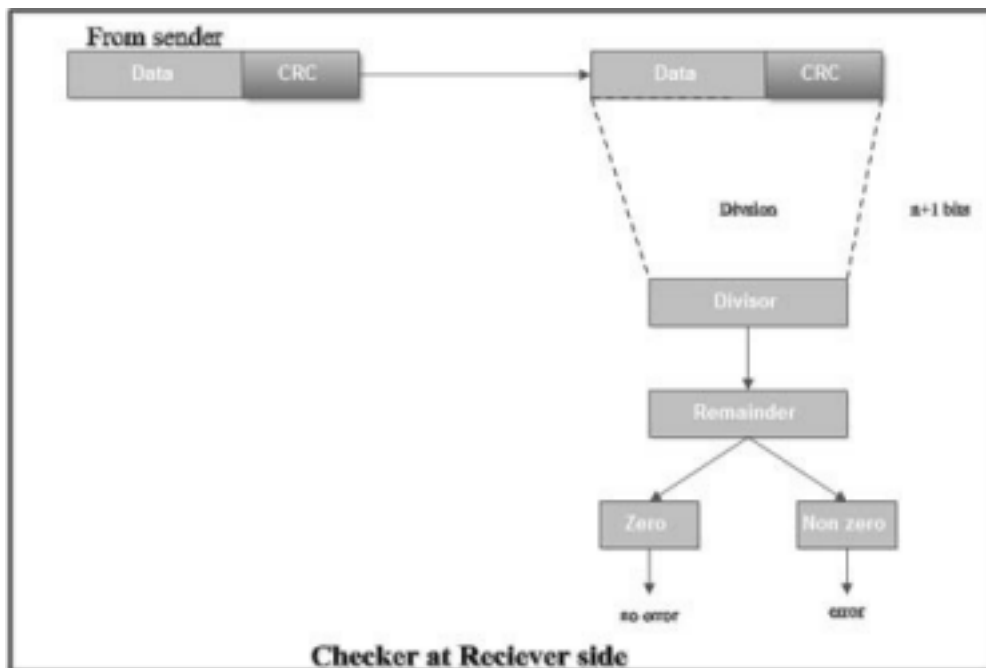 From sender
Data CRC Data CRC
Division n+1 bits
Divisor
Remainder
Zero Non zero
no error error
Checker at Reciever side